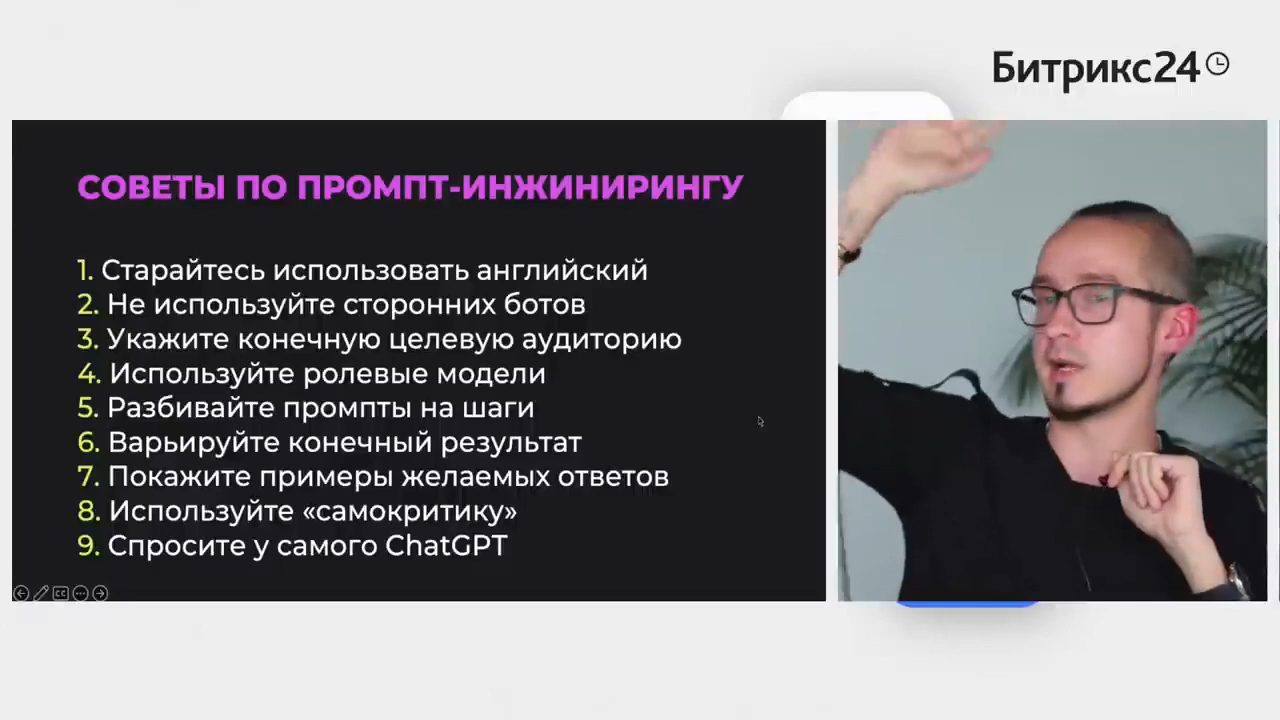 Битрикс24
СОВЕТЫ ПО ПРОМПТ-ИНЖИНИРИНГУ
1. Старайтесь использовать английский
2. Не используйте сторонних ботов
3. Укажите конечную целевую аудиторию
4. Используйте ролевые модели
5. Разбивайте промпты на шаги
6. Варьируйте конечный результат
7. Покажите примеры желаемых ответов
8. Используйте «самокритику»
9. Спросите у самого ChatGPT